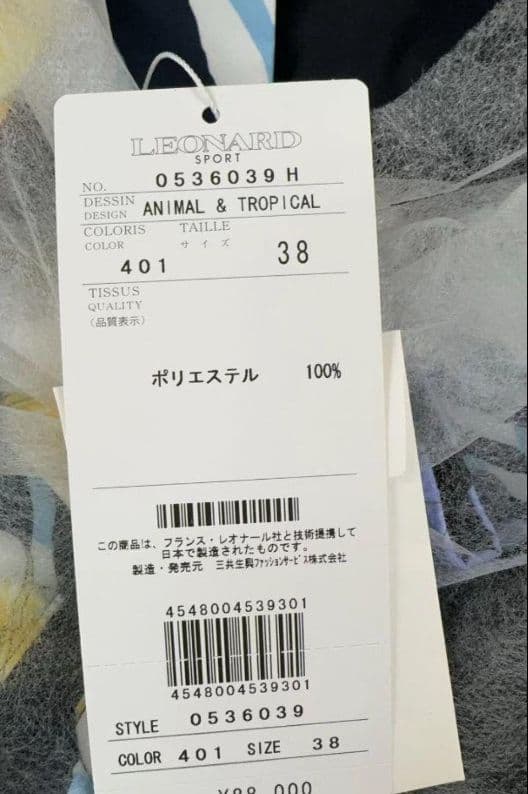 LEONARD
SPORT
NO. 0536039 H
DESSIN
DESIGN ANIMAL & TROPICAL
COLORIS TAILLE
COLOR サイズ
401 38
TISSUS
QUALITY
(品質表示)
ポリエステル 100%
この商品は、フランス・レオナール社と技術提携して
日本で製造されたものです。
製造・発売元 三共生興ファッションサービス株式会社
4548004539301
4548004539301
STYLE 0536039
COLOR 401 SIZE 38